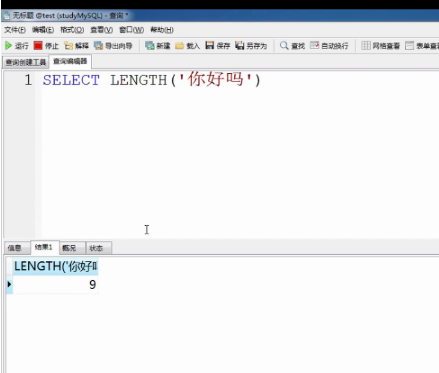 无标题 @test (studyMySQL) - 查询 *
文件(F) 编辑(E) 格式(O) 查看(V) 窗口(W) 帮助(H)
运行 停止 解释 导出向导 新建 载入 保存 另存为 查找 自动换行 网格查看 表单查
查询创建工具 查询编辑器
1 SELECT LENGTH('你好吗')
信息 结果1 概况 状态
LENGTH('你好吗
9